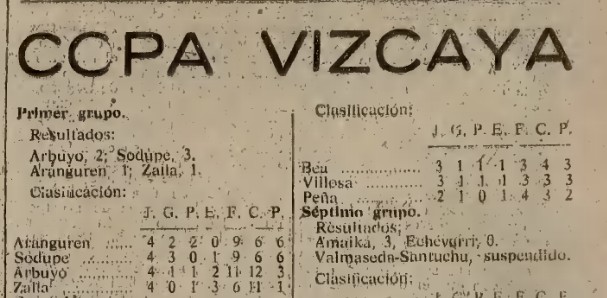 COPA VIZCAYA
Primer grupo.
Resultados:
Arbuyo, 2; Sodupe, 3.
Aranguren 1; Zalla, 1.
Clasificación:
J. G. P. E. F. C. P.
Aranguren ...... 4 2 2 0 9 6 6
Sodupe ...... 4 3 0 1 9 6 6
Arbuyo ...... 4 1 1 2 11 12 3
Zalla ...... 4 0 1 3 6 11 1
Clasificación:
J. G. P. E. F. C. P.
Bea ............ 3 1 1 1 3 4 3
Villosa ............ 3 1 1 1 3 3 3
Peña ............ 2 1 0 1 4 3 2
Séptimo grupo.
Resultados:
Amaika, 3, Echévarri, 0.
Valmaseda-Santuchu, suspendido.
Clasificación: